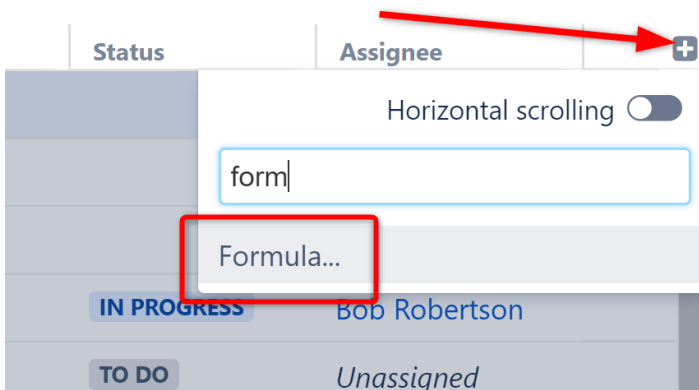 Status Assignee
Horizontal scrolling
form
Formula...
IN PROGRESS Bob Robertson
TO DO Unassigned